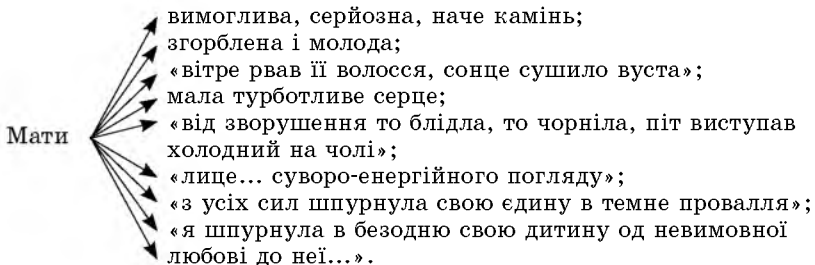 вимоглива, серйозна, наче камінь;
згорблена і молода;
«вітре рвав її волосся, сонце сушило вуста»;
мала турботливе серце;
Мати
«від зворушення то блідла, то чорніла, піт виступав
холодний на чолі»;
«лице... суворо-енергійного погляду»;
«з усіх сил шпурнула свою єдину в темне провалля»;
«я шпурнула в безодню свою дитину од невимовної
любові до неї...».